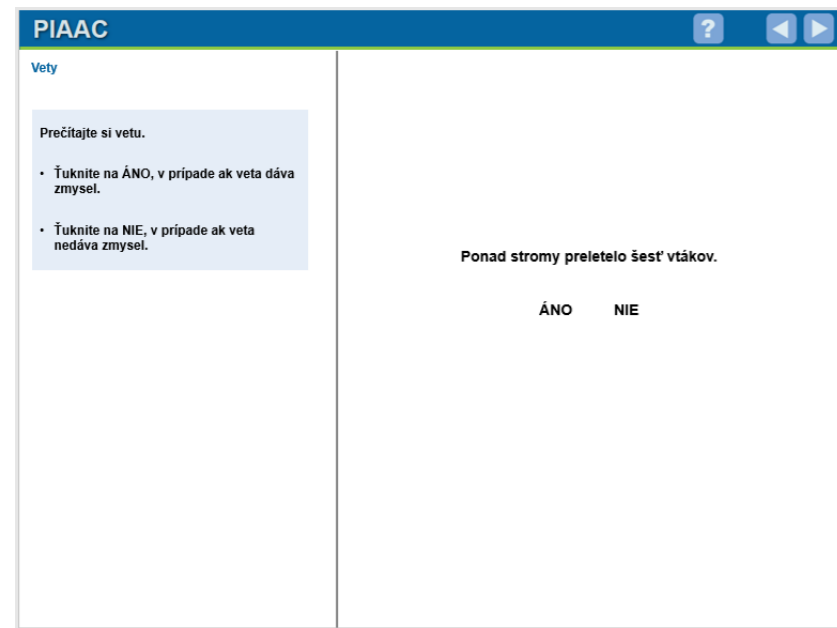 PIAAC
?
Vety
Prečítajte si vetu.
• Ťuknite na ÁNO, v prípade ak veta dáva
zmysel.
• Ťuknite na NIE, v prípade ak veta
nedáva zmysel.
Ponad stromy preletelo šesť vtákov.
ÁNO NIE